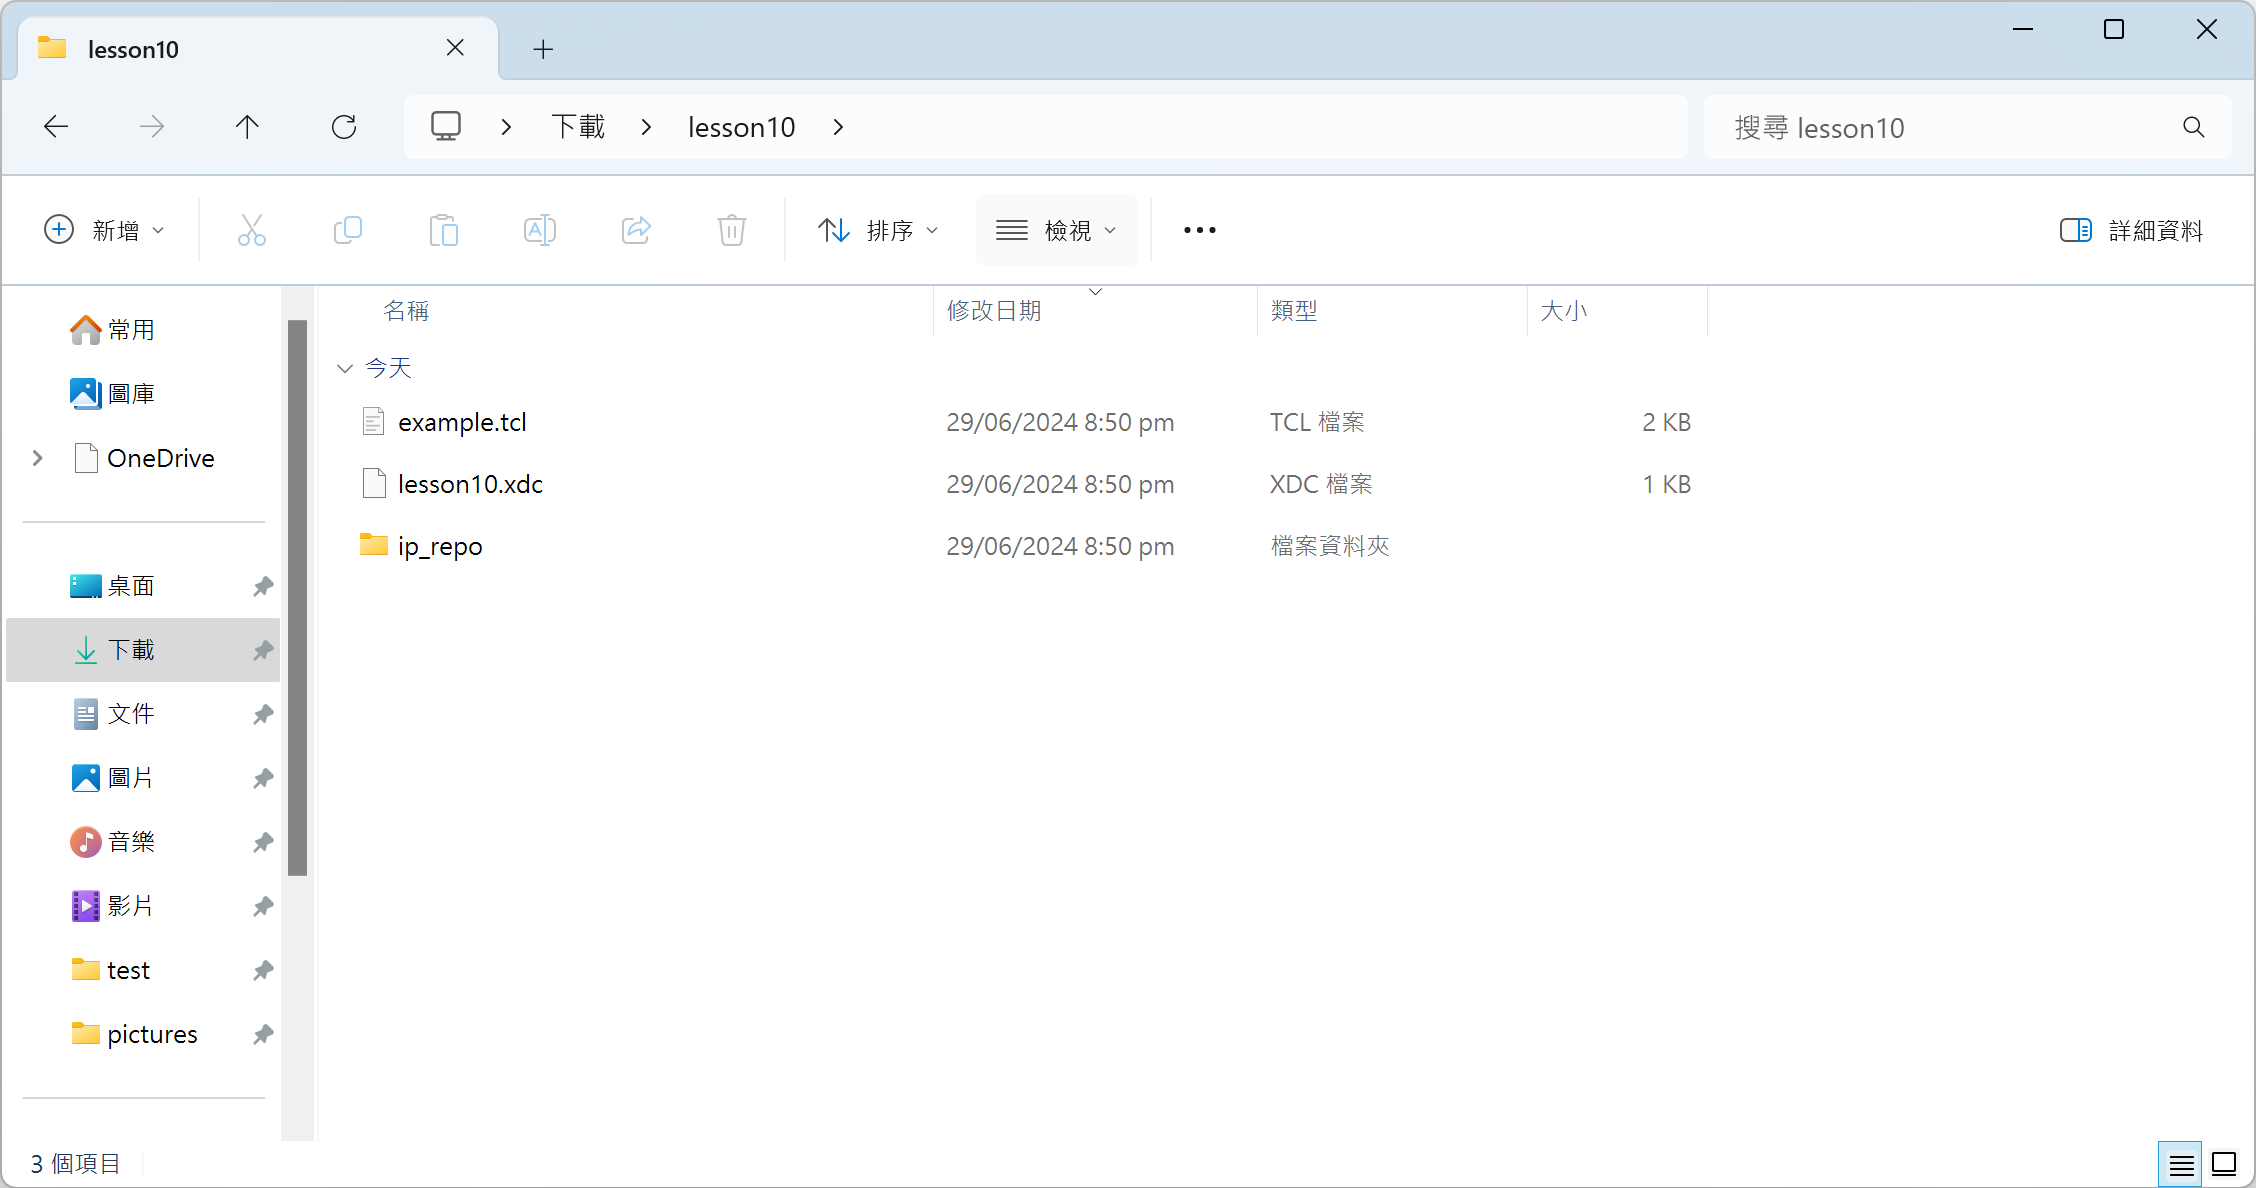 lesson10
下載
lesson10
搜尋 lesson10
新增
排序
檢視
詳細資料
常用
圖庫
OneDrive
桌面
下載
文件
圖片
音樂
影片
test
pictures
名稱 修改日期 類型 大小
今天
example.tcl 29/06/2024 8:50 pm TCL 檔案 2 KB
lesson10.xdc 29/06/2024 8:50 pm XDC 檔案 1 KB
ip_repo 29/06/2024 8:50 pm 檔案資料夾
3 個項目